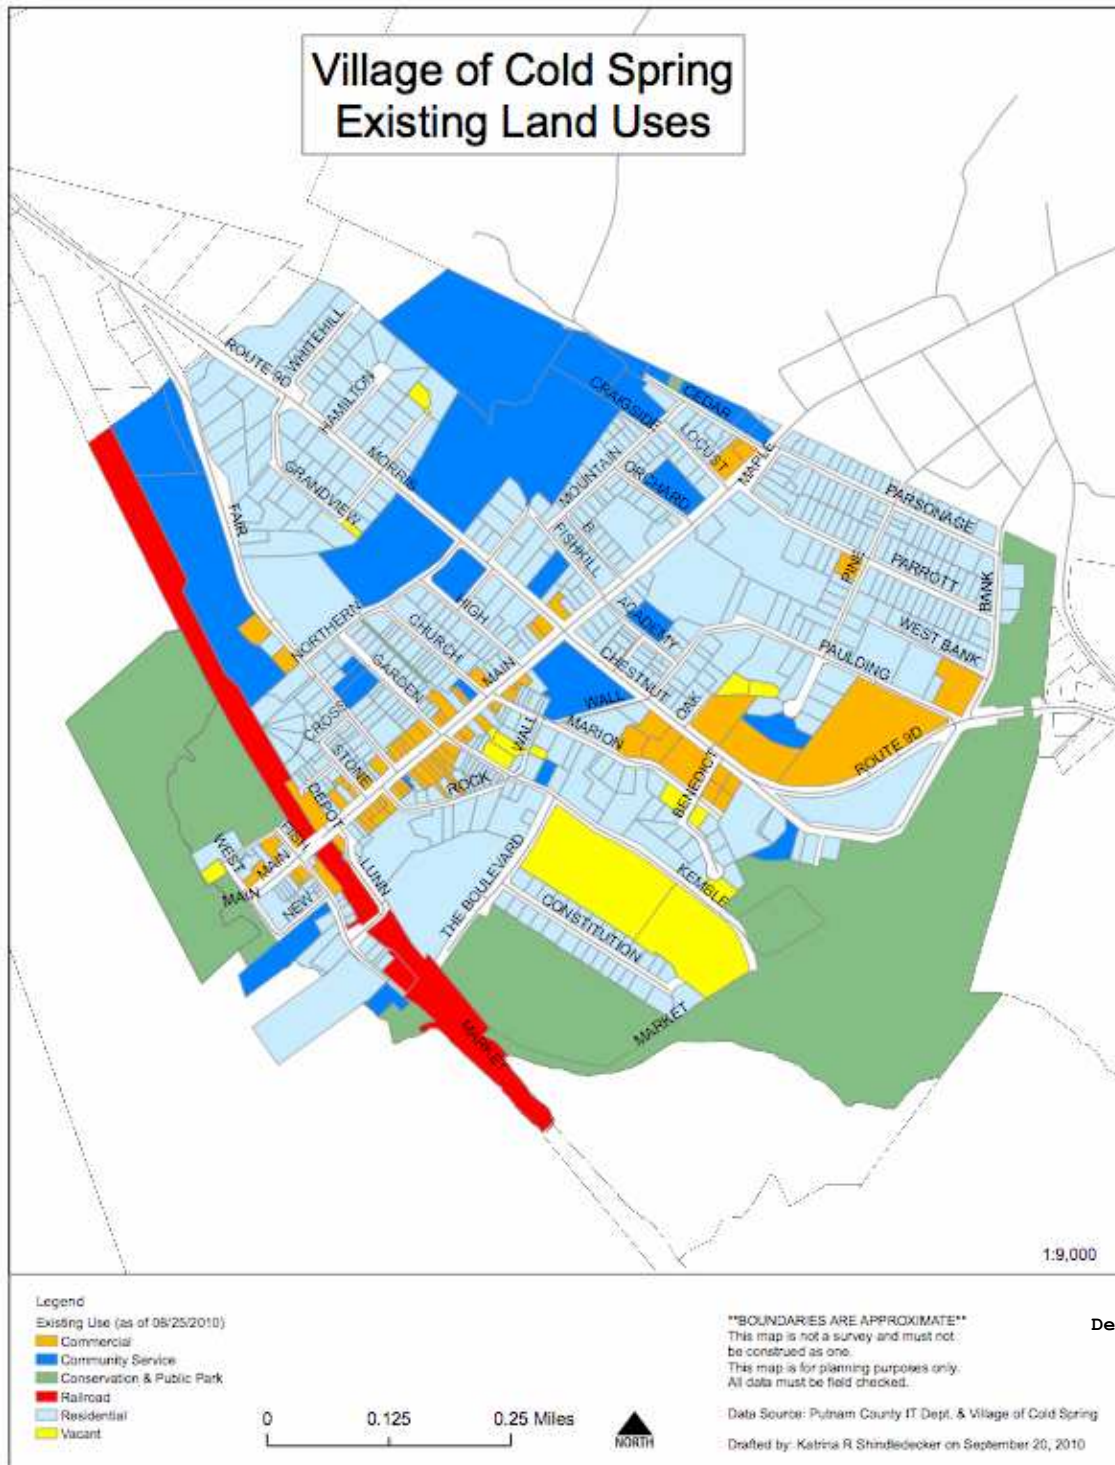 Village of Cold Spring
Existing Land Uses
ROUTE 9D
WHITEHILL
HAMILTON
MORRIS
GRANDVIEW
FAIR
CRAIGSIDE
CEDAR
LOCUST
MAPLE
MOUNTAIN
ORCHARD
B
FISHKILL
PARSONAGE
PINE
PARROTT
BANK
WEST BANK
NORTHERN
HIGH
CHURCH
ACADEMY
PAULDING
GARDEN
MAIN
CHESTNUT
WALL
OAK
CROSS
MARION
WALL
ROUTE 9D
STONE
ROCK
BENEDICT
DEPOT
FISH
WEST
MAIN
MAIN
LUNN
NEW
THE BOULEVARD
KEMBLE
CONSTITUTION
MARKET
MARKET
1:9,000
Legend
Existing Use (as of 08/25/2010)
Commercial
Community Service
Conservation & Public Park
Railroad
Residential
Vacant
0 0.125 0.25 Miles
NORTH
**BOUNDARIES ARE APPROXIMATE**
This map is not a survey and must not
be construed as one.
This map is for planning purposes only.
All data must be field checked.
Data Source: Putnam County IT Dept. & Village of Cold Spring
Drafted by: Katrina R Shindledecker on September 20, 2010
De